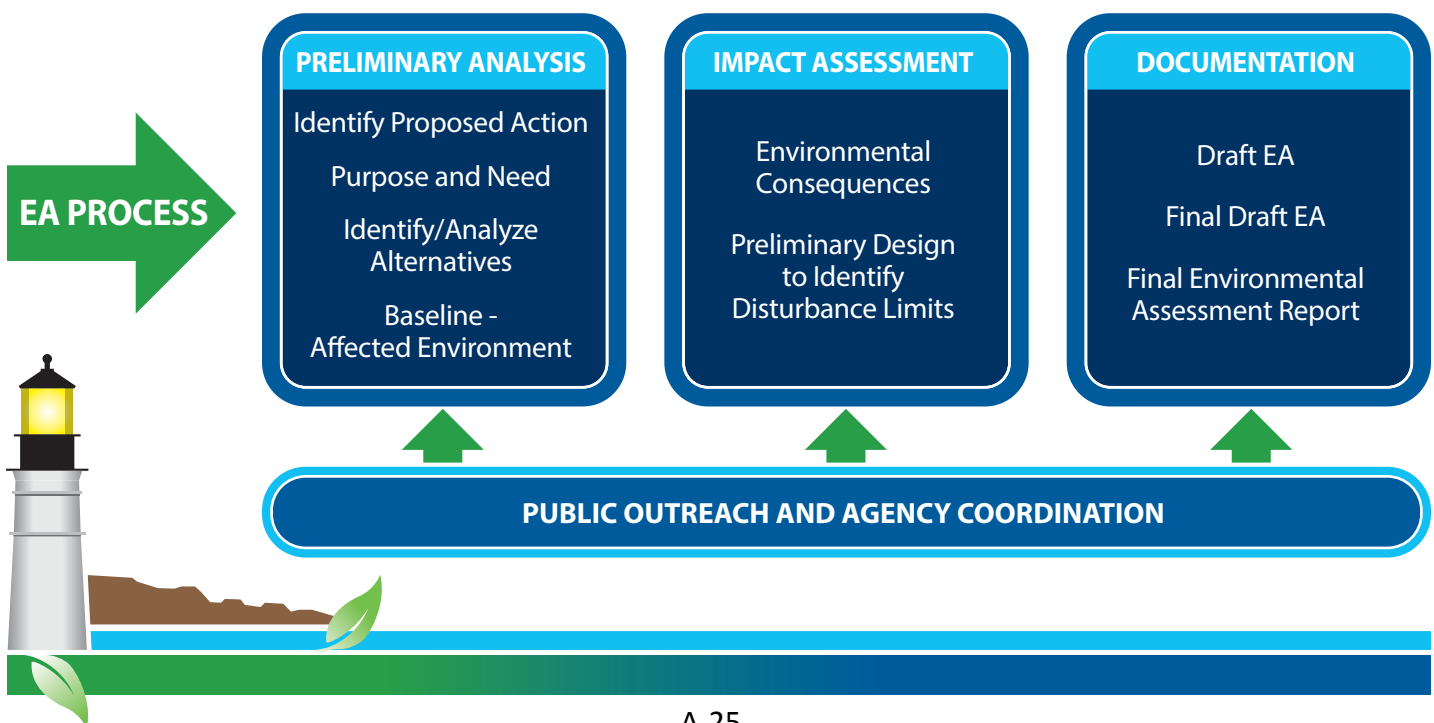 EA PROCESS
PRELIMINARY ANALYSIS
Identify Proposed Action
Purpose and Need
Identify/Analyze
Alternatives
Baseline -
Affected Environment
IMPACT ASSESSMENT
Environmental
Consequences
Preliminary Design
to Identify
Disturbance Limits
DOCUMENTATION
Draft EA
Final Draft EA
Final Environmental
Assessment Report
PUBLIC OUTREACH AND AGENCY COORDINATION
A-25